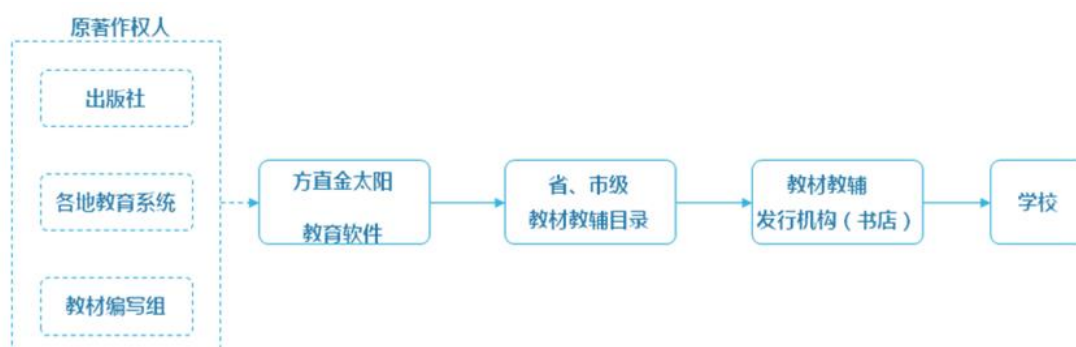 原著作权人
出版社
各地教育系统
教材编写组
方直金太阳
教育软件
省、市级
教材教辅目录
教材教辅
发行机构（书店）
学校